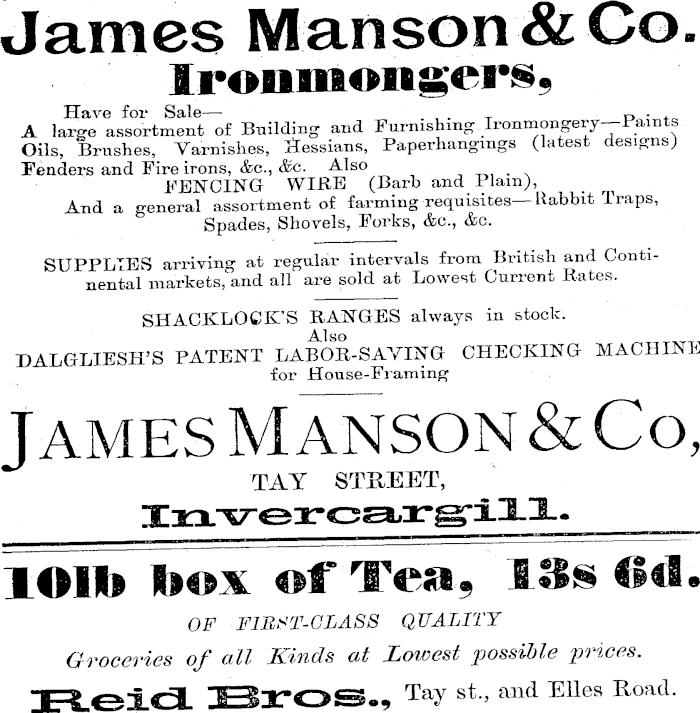 James Manson & Co.
Ironmongers,
Have for Sale—
A large assortment of Building and Furnishing Ironmongery—Paints
Oils, Brushes, Varnishes, Hessians, Paperhangings (latest designs)
Fenders and Fire irons, &c., &c. Also
FENCING WIRE (Barb and Plain),
And a general assortment of farming requisites—Rabbit Traps,
Spades, Shovels, Forks, &c., &c.
SUPPLIES arriving at regular intervals from British and Conti-
nental markets, and all are sold at Lowest Current Rates.
SHACKLOCK'S RANGES always in stock.
Also
DALGLIESH'S PATENT LABOR-SAVING CHECKING MACHINE
for House-Framing
JAMES MANSON & CO,
TAY STREET,
Invercargill.
10lb box of Tea, 13s 6d.
OF FIRST-CLASS QUALITY
Groceries of all Kinds at Lowest possible prices.
Reid Bros., Tay st., and Elles Road.